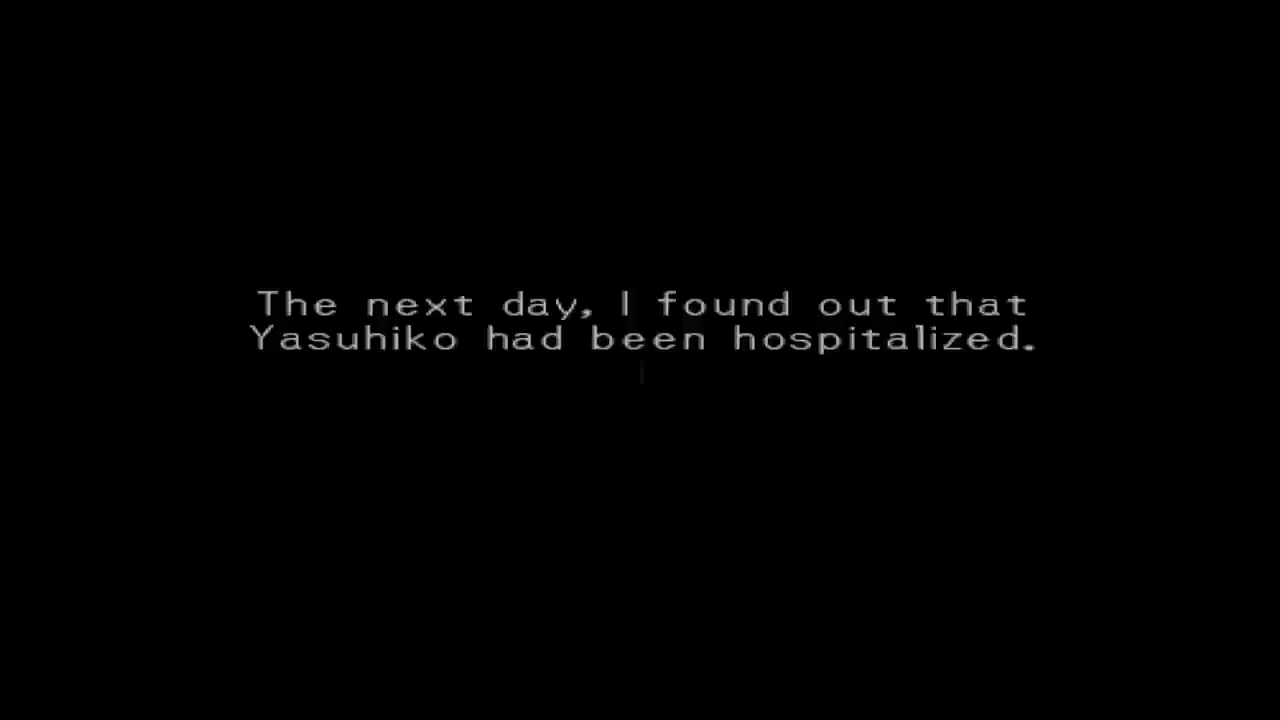 The next day, I found out that
Yasuhiko had been hospitalized.